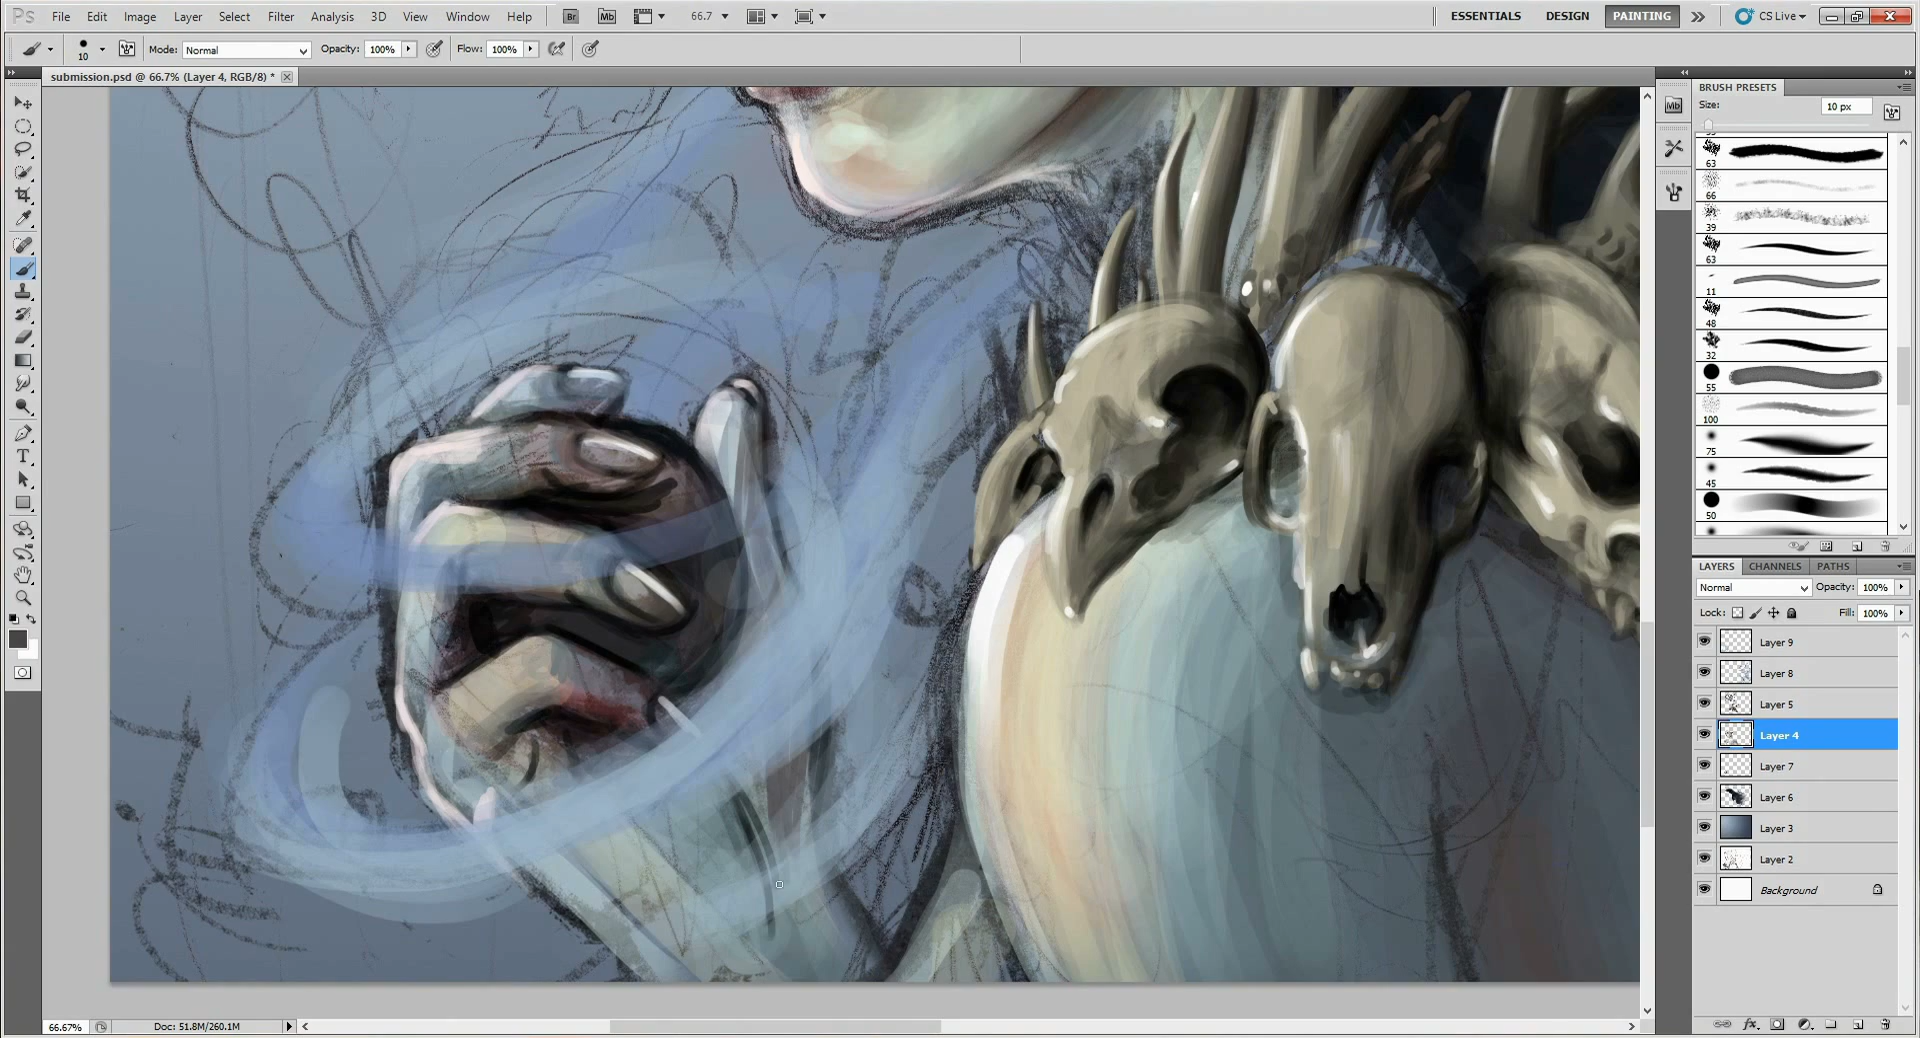 Ps File Edit Image Layer Select Filter Analysis 3D View Window Help Br Mb 66.7 ESSENTIALS DESIGN PAINTING CS Live
10 Mode: Normal Opacity: 100% Flow: 100%
submission.psd @ 66.7% (Layer 4, RGB/8) *
Mb
BRUSH PRESETS
Size: 10 px
63
66
39
63
11
48
32
55
100
75
45
50
LAYERS CHANNELS PATHS
Normal Opacity: 100%
Lock: Fill: 100%
Layer 9
Layer 8
Layer 5
Layer 4
Layer 7
Layer 6
Layer 3
Layer 2
Background
66.67% Doc: 51.8M/260.1M